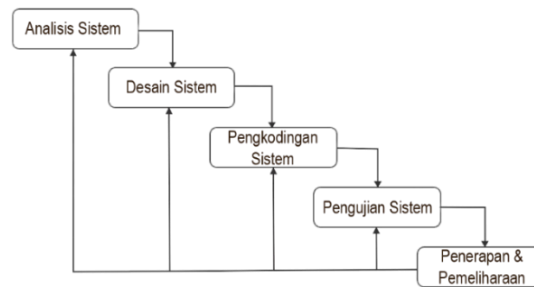 Analisis Sistem
Desain Sistem
Pengkodingan
Sistem
Pengujian Sistem
Penerapan &
Pemeliharaan